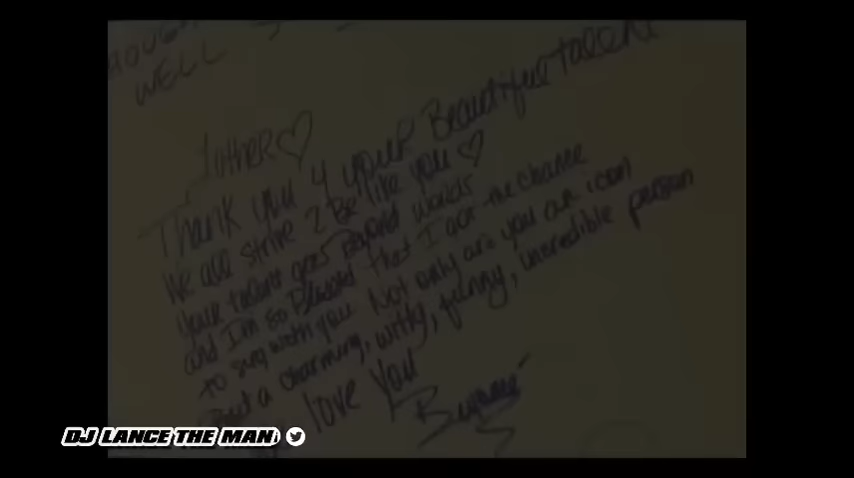 WELL
Luther♡
Thank you 4 your Beautiful talent
We all strive 2 Be like you ♡
your talent goes Beyond words
and I'm so Blessed that I got the chance
to sing with you. Not only are you an icon
But a charming, witty, funny, incredible person
love you
Beyoncé
DJ LANCE THE MAN